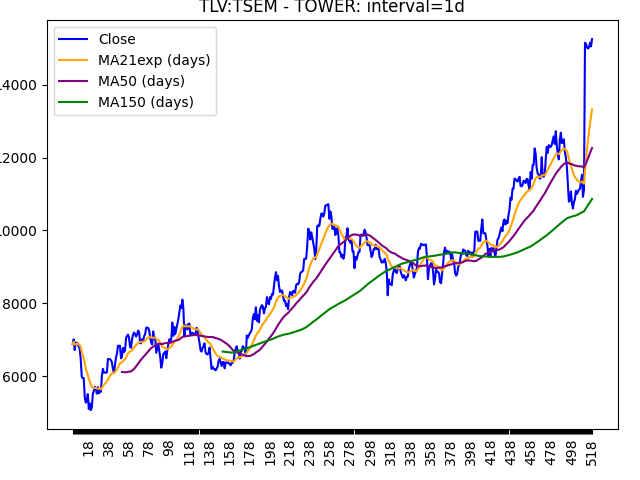 TLV:TSEM - TOWER: interval=1d
Close
MA21exp (days)
MA50 (days)
MA150 (days)
14000
12000
10000
8000
6000
18 38 58 78 98 118 138 158 178 198 218 238 258 278 298 318 338 358 378 398 418 438 458 478 498 518